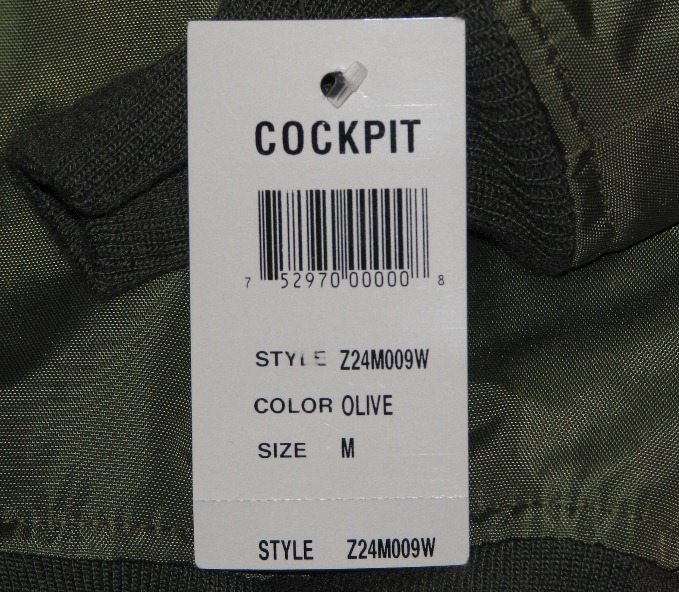 COCKPIT
7 52970 00000 8
STYLE Z24M009W
COLOR OLIVE
SIZE M
STYLE Z24M009W